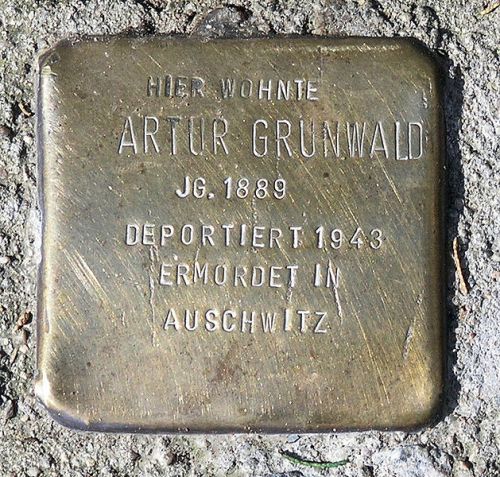 HIER WOHNTE
ARTUR GRUNWALD
JG. 1889
DEPORTIERT 1943
ERMORDET IN
AUSCHWITZ